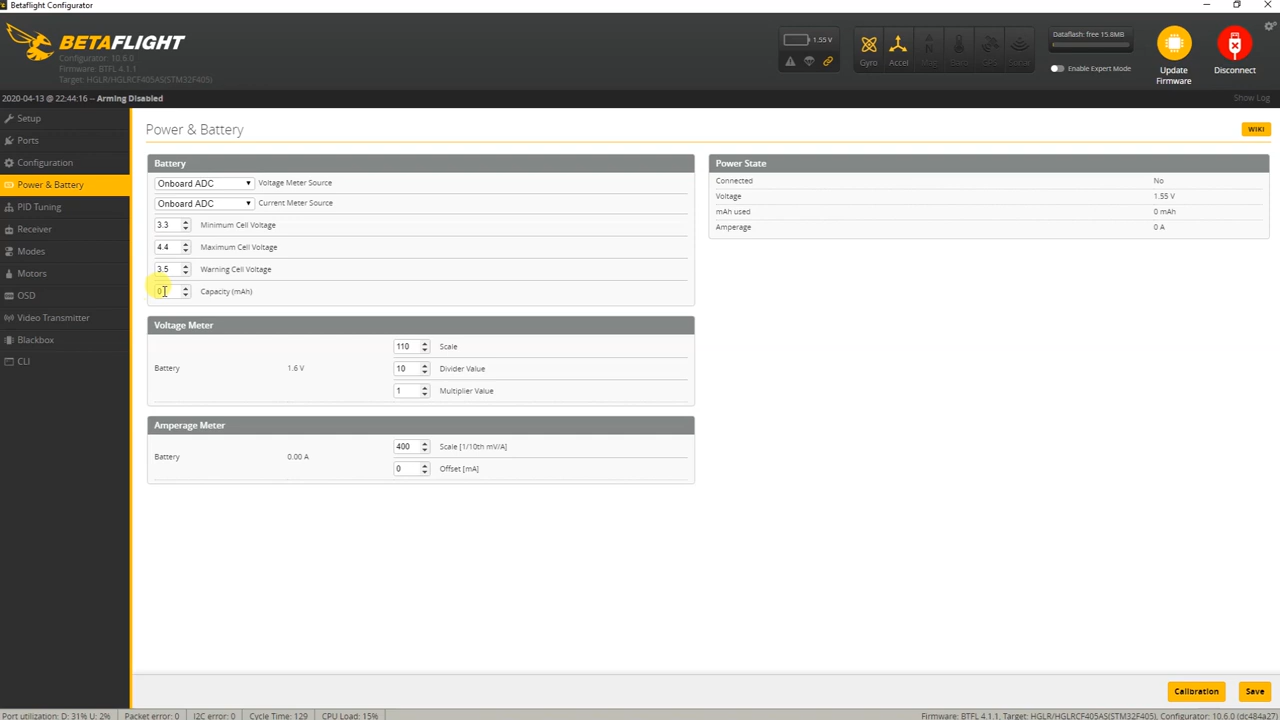 Betaflight Configurator
BETAFLIGHT
Configurator: 10.6.0
Firmware: BTFL 4.1.1
Target: HGLR/HGLRCF405AS(STM32F405)
1.55 V
Gyro
Accel
Mag
Baro
GPS
Sonar
Dataflash: free 15.8MB
Enable Expert Mode
Update
Firmware
Disconnect
2020-04-13 @ 22:44:16 -- Arming Disabled
Show Log
Setup
Ports
Configuration
Power & Battery
PID Tuning
Receiver
Modes
Motors
OSD
Video Transmitter
Blackbox
CLI
Power & Battery
WIKI
Battery
Onboard ADC
Voltage Meter Source
Onboard ADC
Current Meter Source
3.3
Minimum Cell Voltage
4.4
Maximum Cell Voltage
3.5
Warning Cell Voltage
0
Capacity (mAh)
Power State
Connected
No
Voltage
1.55 V
mAh used
0 mAh
Amperage
0 A
Voltage Meter
Battery
1.6 V
110
Scale
10
Divider Value
1
Multiplier Value
Amperage Meter
Battery
0.00 A
400
Scale [1/10th mV/A]
0
Offset [mA]
Calibration
Save
Port utilization: D: 31% U: 2%
Packet error: 0
I2C error: 0
Cycle Time: 129
CPU Load: 15%
Firmware: BTFL 4.1.1, Target: HGLR/HGLRCF405AS(STM32F405), Configurator: 10.6.0 (dc484a27)